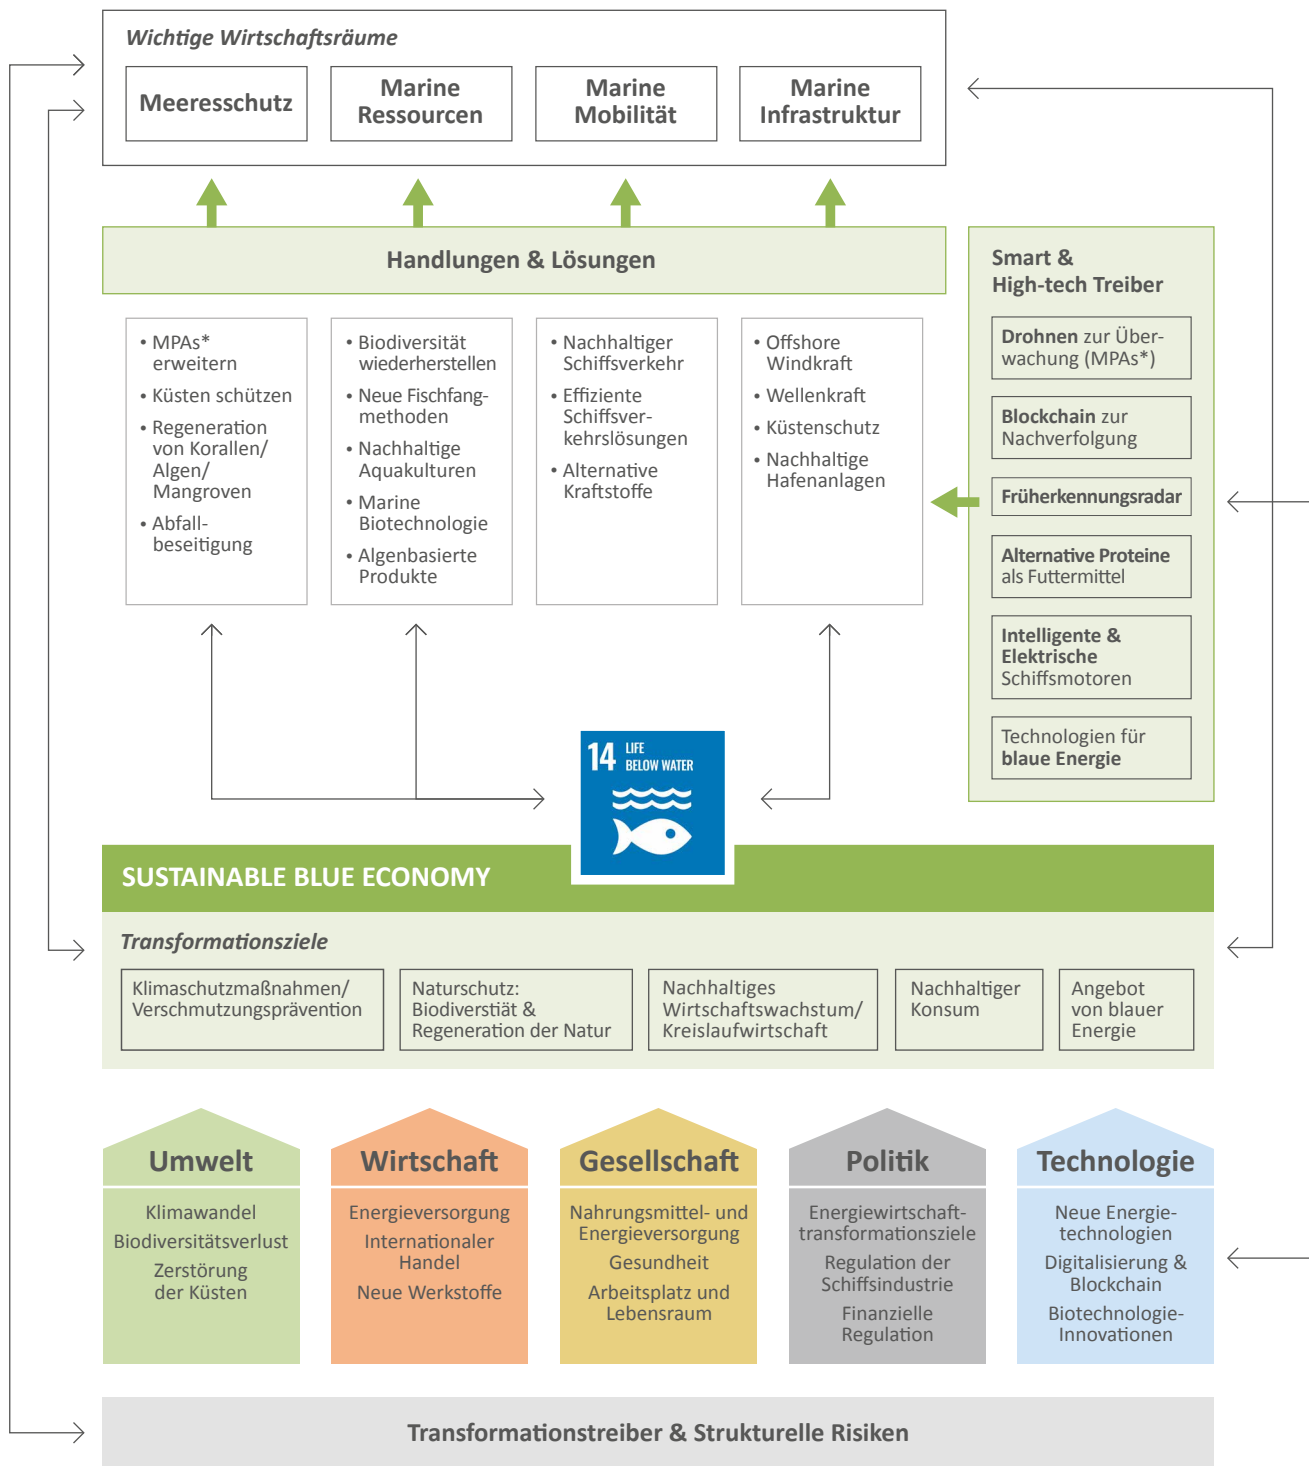 Wichtige Wirtschaftsräume
Meeresschutz
Marine
Ressourcen
Marine
Mobilität
Marine
Infrastruktur
Handlungen & Lösungen
• MPAs*
erweitern
• Küsten schützen
• Regeneration
von Korallen/
Algen/
Mangroven
• Abfall-
beseitigung
• Biodiversität
wiederherstellen
• Neue Fischfang-
methoden
• Nachhaltige
Aquakulturen
• Marine
Biotechnologie
• Algenbasierte
Produkte
• Nachhaltiger
Schiffsverkehr
• Effiziente
Schiffsver-
kehrslösungen
• Alternative
Kraftstoffe
• Offshore
Windkraft
• Wellenkraft
• Küstenschutz
• Nachhaltige
Hafenanlagen
Smart &
High-tech Treiber
Drohnen zur Über-
wachung (MPAs*)
Blockchain zur
Nachverfolgung
Früherkennungsradar
Alternative Proteine
als Futtermittel
Intelligente &
Elektrische
Schiffsmotoren
Technologien für
blaue Energie
14 LIFE
BELOW WATER
SUSTAINABLE BLUE ECONOMY
Transformationsziele
Klimaschutzmaßnahmen/
Verschmutzungsprävention
Naturschutz:
Biodiverstiät &
Regeneration der Natur
Nachhaltiges
Wirtschaftswachstum/
Kreislaufwirtschaft
Nachhaltiger
Konsum
Angebot
von blauer
Energie
Umwelt
Klimawandel
Biodiversitätsverlust
Zerstörung
der Küsten
Wirtschaft
Energieversorgung
Internationaler
Handel
Neue Werkstoffe
Gesellschaft
Nahrungsmittel- und
Energieversorgung
Gesundheit
Arbeitsplatz und
Lebensraum
Politik
Energiewirtschaft-
transformationsziele
Regulation der
Schiffsindustrie
Finanzielle
Regulation
Technologie
Neue Energie-
technologien
Digitalisierung &
Blockchain
Biotechnologie-
Innovationen
Transformationstreiber & Strukturelle Risiken